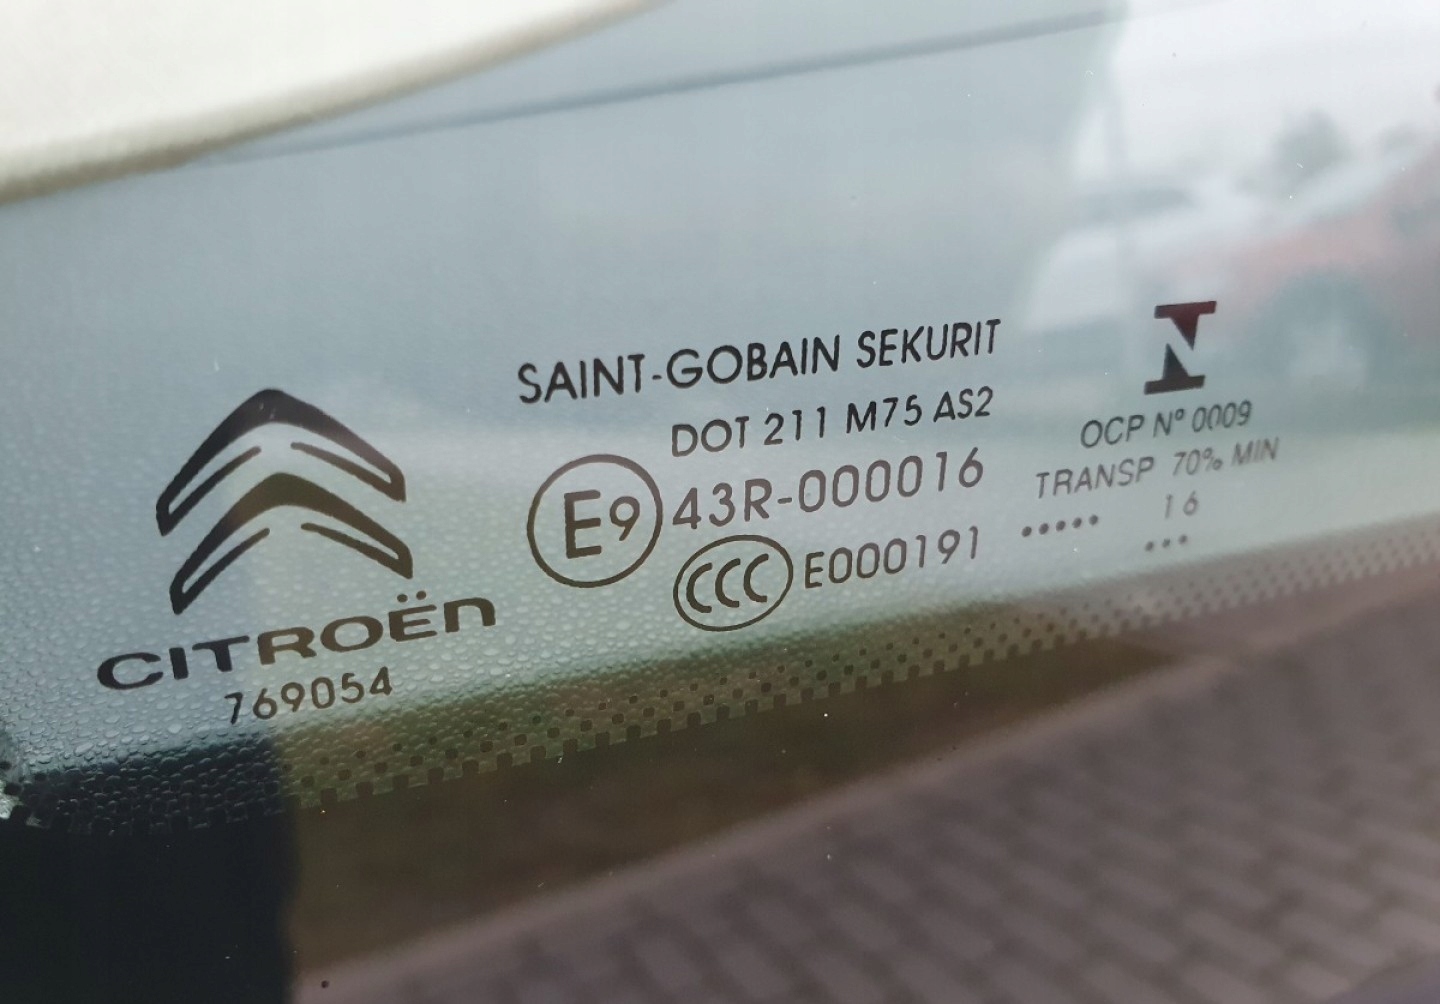 SAINT-GOBAIN SEKURIT
DOT 211 M75 AS2
E9 43R-000016
CCC E000191
CITROËN
769054
N
OCP Nº 0009
TRANSP 70% MIN
..... 16
...